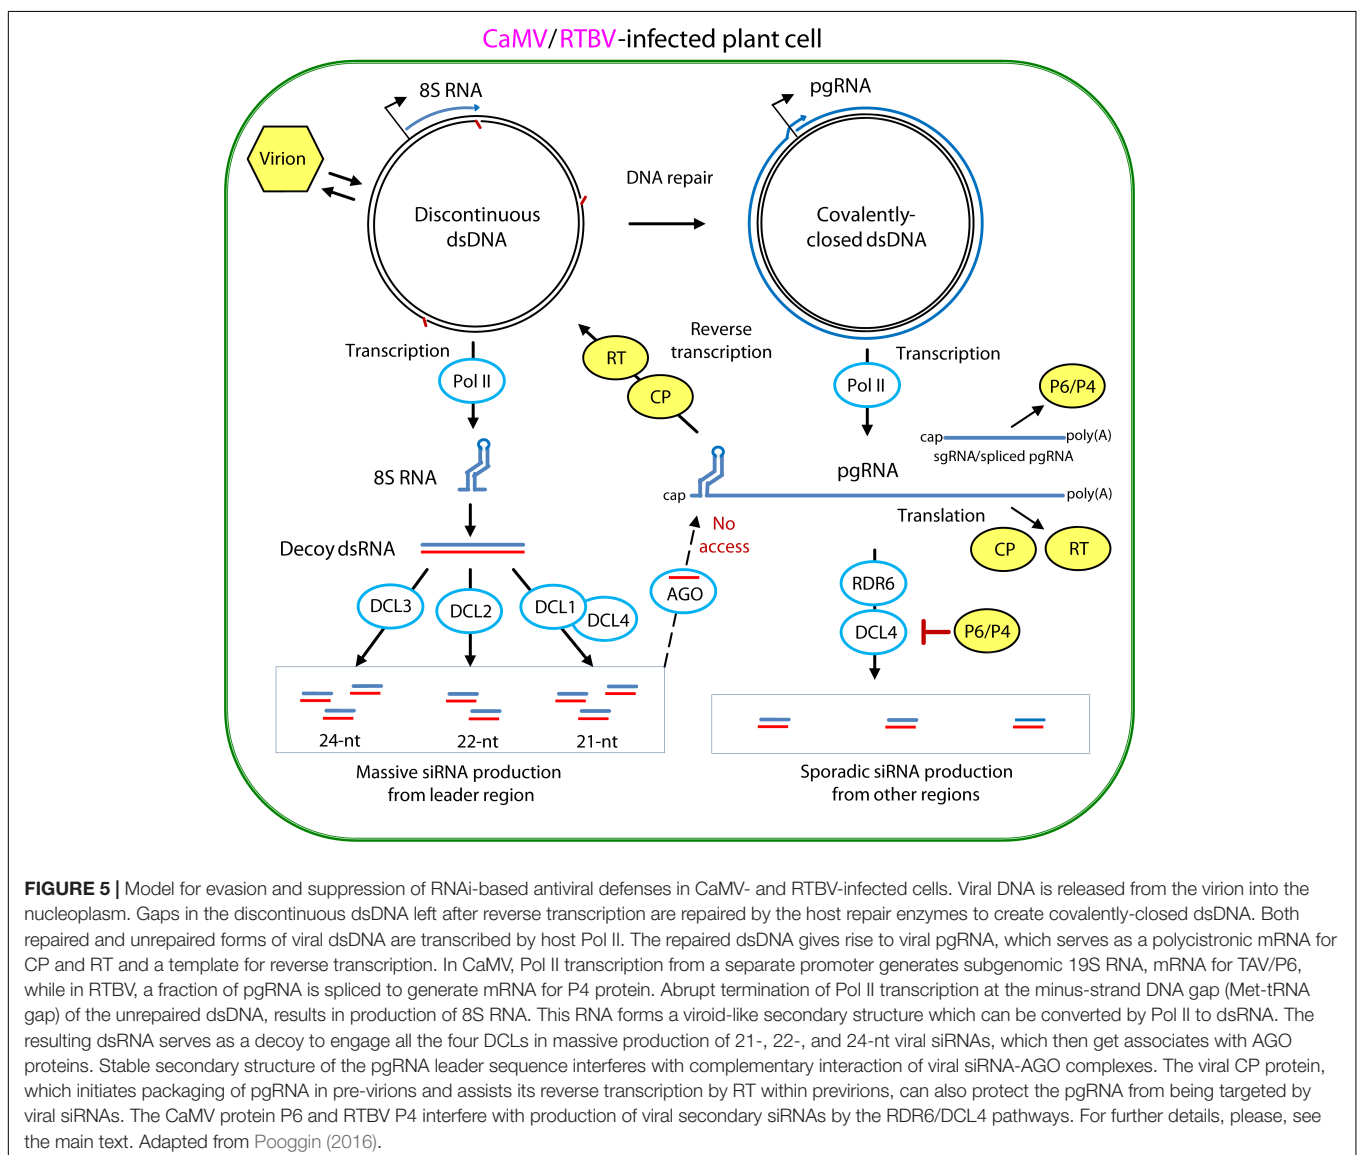 CaMV/RTBV-infected plant cell
8S RNA
pgRNA
Virion
DNA repair
Discontinuous
dsDNA
Covalently-
closed dsDNA
Transcription
Pol II
Reverse
transcription
RT
CP
Transcription
Pol II
P6/P4
cap
poly(A)
sgRNA/spliced pgRNA
8S RNA
pgRNA
cap
poly(A)
No
access
Translation
CP
RT
Decoy dsRNA
DCL3
DCL2
DCL1
DCL4
AGO
RDR6
DCL4
P6/P4
24-nt
22-nt
21-nt
Massive siRNA production
from leader region
Sporadic siRNA production
from other regions
FIGURE 5 | Model for evasion and suppression of RNAi-based antiviral defenses in CaMV- and RTBV-infected cells. Viral DNA is released from the virion into the
nucleoplasm. Gaps in the discontinuous dsDNA left after reverse transcription are repaired by the host repair enzymes to create covalently-closed dsDNA. Both
repaired and unrepaired forms of viral dsDNA are transcribed by host Pol II. The repaired dsDNA gives rise to viral pgRNA, which serves as a polycistronic mRNA for
CP and RT and a template for reverse transcription. In CaMV, Pol II transcription from a separate promoter generates subgenomic 19S RNA, mRNA for TAV/P6,
while in RTBV, a fraction of pgRNA is spliced to generate mRNA for P4 protein. Abrupt termination of Pol II transcription at the minus-strand DNA gap (Met-tRNA
gap) of the unrepaired dsDNA, results in production of 8S RNA. This RNA forms a viroid-like secondary structure which can be converted by Pol II to dsRNA. The
resulting dsRNA serves as a decoy to engage all the four DCLs in massive production of 21-, 22-, and 24-nt viral siRNAs, which then get associates with AGO
proteins. Stable secondary structure of the pgRNA leader sequence interferes with complementary interaction of viral siRNA-AGO complexes. The viral CP protein,
which initiates packaging of pgRNA in pre-virions and assists its reverse transcription by RT within previrions, can also protect the pgRNA from being targeted by
viral siRNAs. The CaMV protein P6 and RTBV P4 interfere with production of viral secondary siRNAs by the RDR6/DCL4 pathways. For further details, please, see
the main text. Adapted from Pooggin (2016).